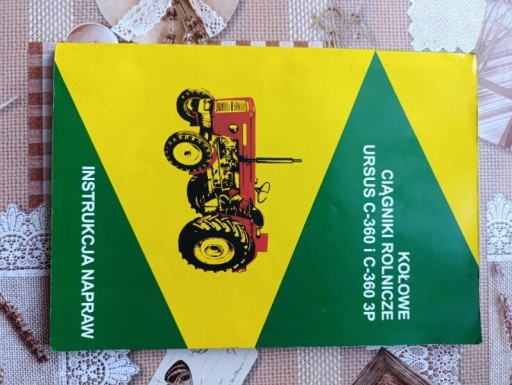 KOŁOWE
CIĄGNIKI ROLNICZE
URSUS C-360 i C-360 3P
INSTRUKCJA NAPRAW